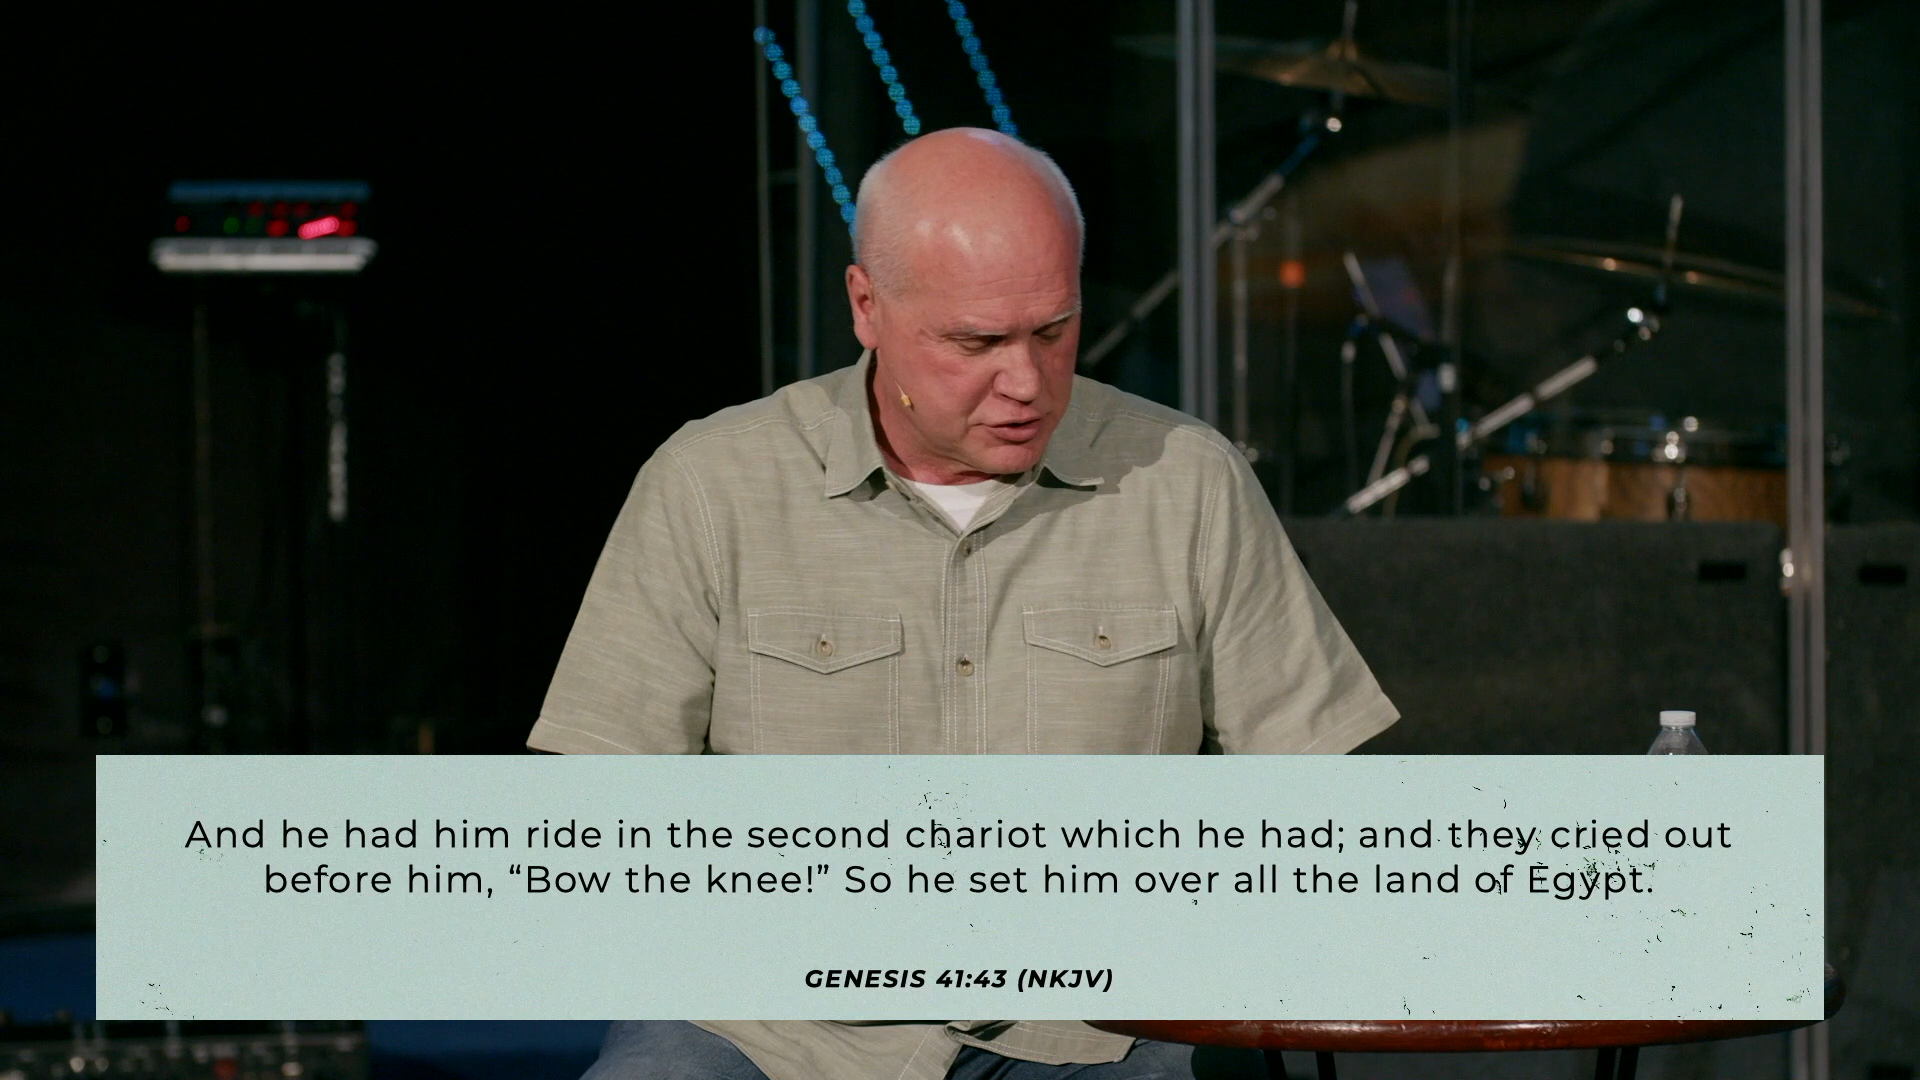 And he had him ride in the second chariot which he had; and they cried out
before him, “Bow the knee!” So he set him over all the land of Egypt.
GENESIS 41:43 (NKJV)